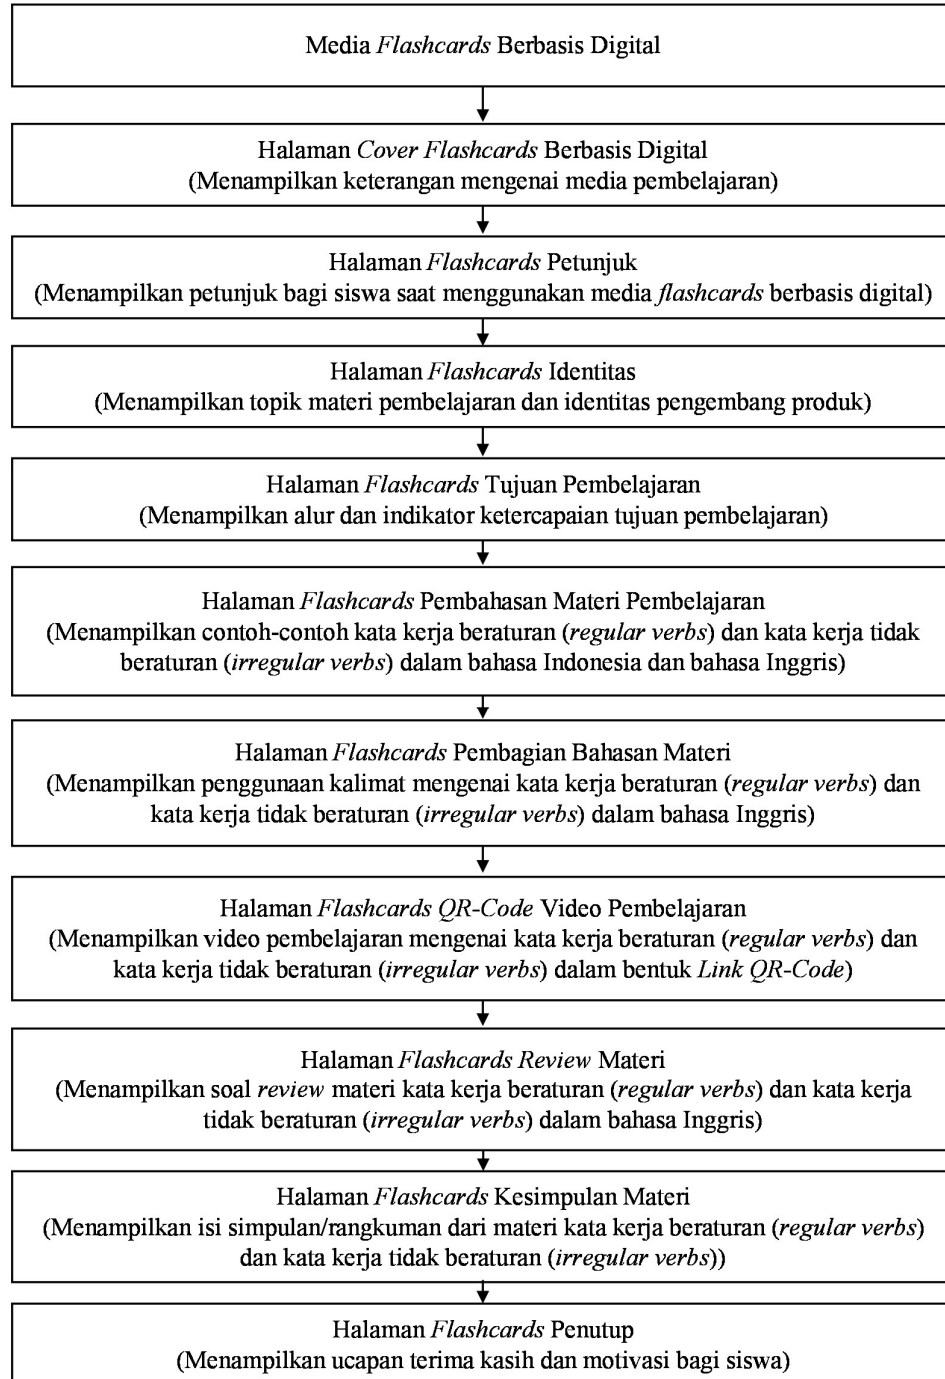 Media Flashcards Berbasis Digital
Halaman Cover Flashcards Berbasis Digital
(Menampilkan keterangan mengenai media pembelajaran)
Halaman Flashcards Petunjuk
(Menampilkan petunjuk bagi siswa saat menggunakan media flashcards berbasis digital)
Halaman Flashcards Identitas
(Menampilkan topik materi pembelajaran dan identitas pengembang produk)
Halaman Flashcards Tujuan Pembelajaran
(Menampilkan alur dan indikator ketercapaian tujuan pembelajaran)
Halaman Flashcards Pembahasan Materi Pembelajaran
(Menampilkan contoh-contoh kata kerja beraturan (regular verbs) dan kata kerja tidak
beraturan (irregular verbs) dalam bahasa Indonesia dan bahasa Inggris)
Halaman Flashcards Pembagian Bahasan Materi
(Menampilkan penggunaan kalimat mengenai kata kerja beraturan (regular verbs) dan
kata kerja tidak beraturan (irregular verbs) dalam bahasa Inggris)
Halaman Flashcards QR-Code Video Pembelajaran
(Menampilkan video pembelajaran mengenai kata kerja beraturan (regular verbs) dan
kata kerja tidak beraturan (irregular verbs) dalam bentuk Link QR-Code)
Halaman Flashcards Review Materi
(Menampilkan soal review materi kata kerja beraturan (regular verbs) dan kata kerja
tidak beraturan (irregular verbs) dalam bahasa Inggris)
Halaman Flashcards Kesimpulan Materi
(Menampilkan isi simpulan/rangkuman dari materi kata kerja beraturan (regular verbs)
dan kata kerja tidak beraturan (irregular verbs))
Halaman Flashcards Penutup
(Menampilkan ucapan terima kasih dan motivasi bagi siswa)